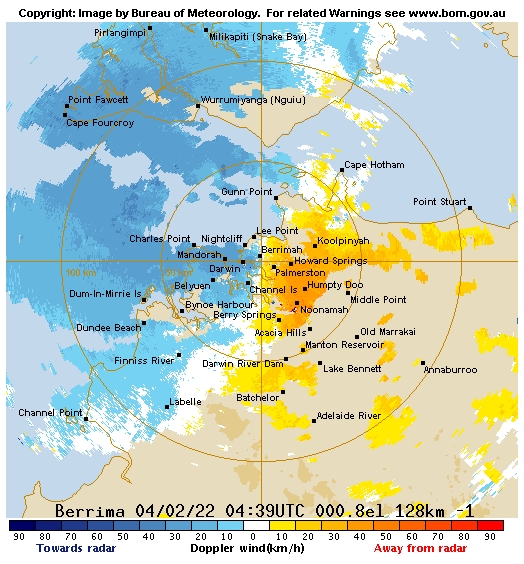 Copyright: Image by Bureau of Meteorology. For related Warnings see www.bom.gov.au
Pirlangimpi
Milikapiti (Snake Bay)
Point Fawcett
Wurrumiyanga (Nguiu)
Cape Fourcroy
Cape Hotham
Gunn Point
Point Stuart
Lee Point
Charles Point
Nightcliff
Koolpinyah
Berrimah
Mandorah
Howard Springs
Darwin
Palmerston
100 km
Belyuen
Channel Is
Humpty Doo
Dum-In-Mirrie Is
Middle Point
Bynoe Harbour
Noonamah
Berry Springs
Dundee Beach
Acacia Hills
Old Marrakai
Manton Reservoir
Finniss River
Darwin River Dam
Lake Bennett
Annaburroo
Batchelor
Labelle
Channel Point
Adelaide River
Berrima 04/02/22 04:39UTC 000.8el 128km -1
90 80 70 60 50 40 30 20 10 0 10 20 30 40 50 60 70 80 90
Towards radar Doppler wind(km/h) Away from radar